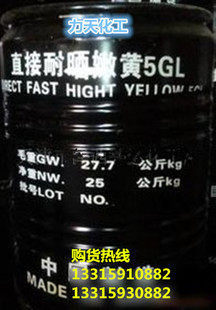 力天化工
直接耐晒嫩黄5GL
DIRECT FAST HIGHT YELLOW 5GL
毛重GW. 27.7 公斤kg
净重NW. 25 公斤kg
批号LOT NO.
中
购货热线
MADE
13315910882
13315930882